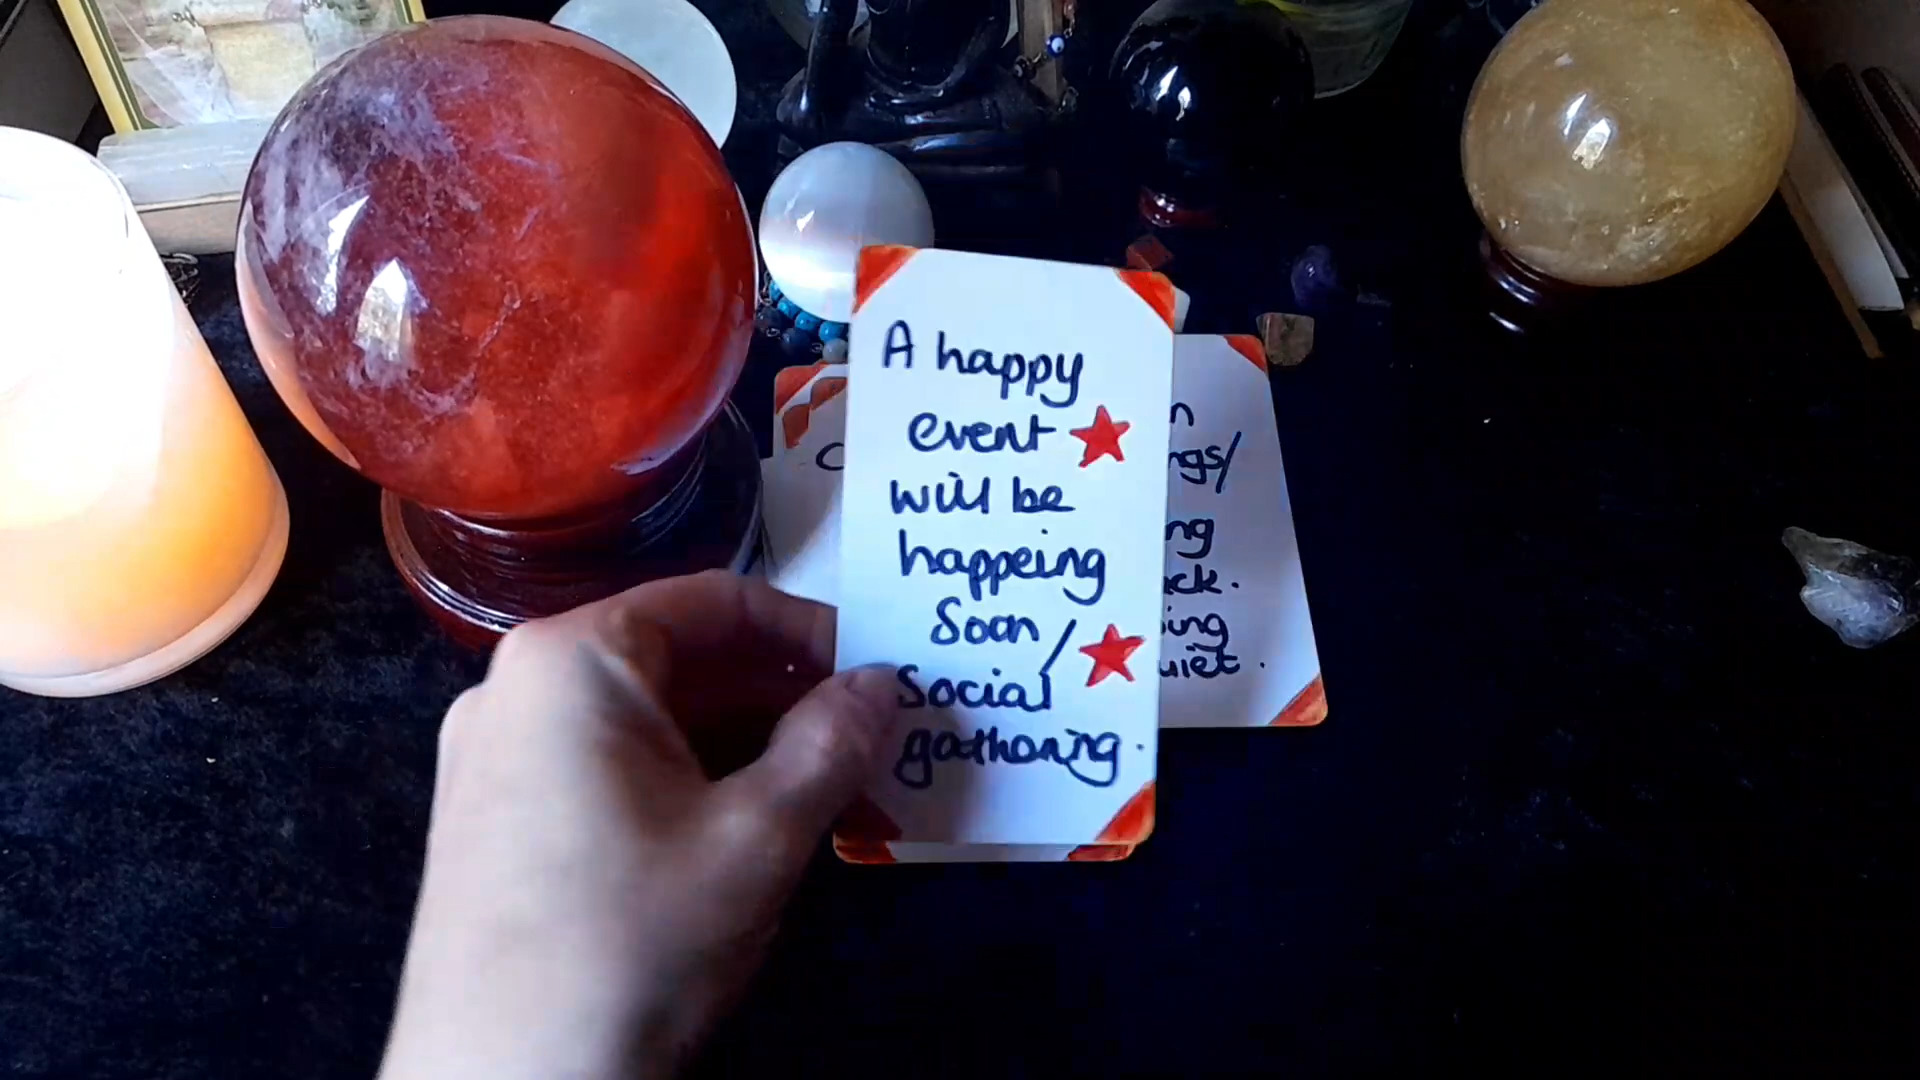 A happy
event
will be
happeing
Soon /
Social
gathering.